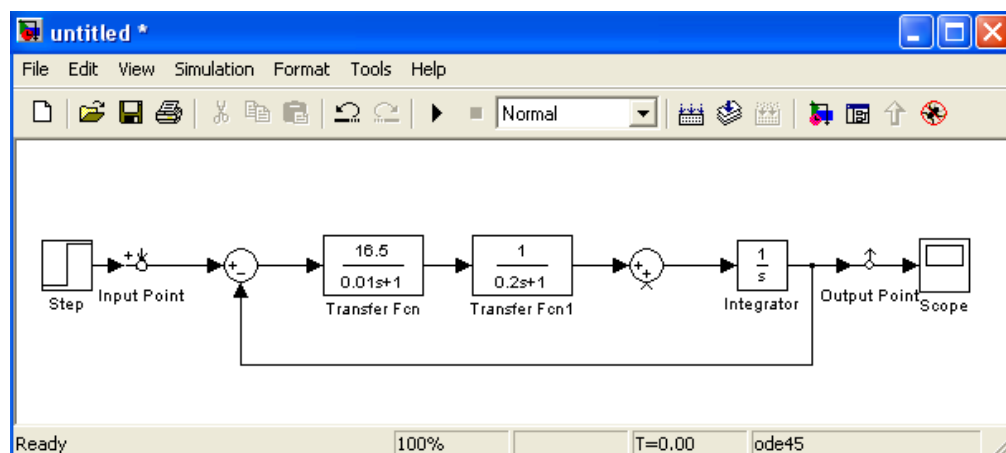 untitled *
File Edit View Simulation Format Tools Help
Normal
Step
Input Point
+
+
−
16.5
0.01s+1
Transfer Fcn
1
0.2s+1
Transfer Fcn1
+
+
1
s
Integrator
Output Point
Scope
Ready 100% T=0.00 ode45